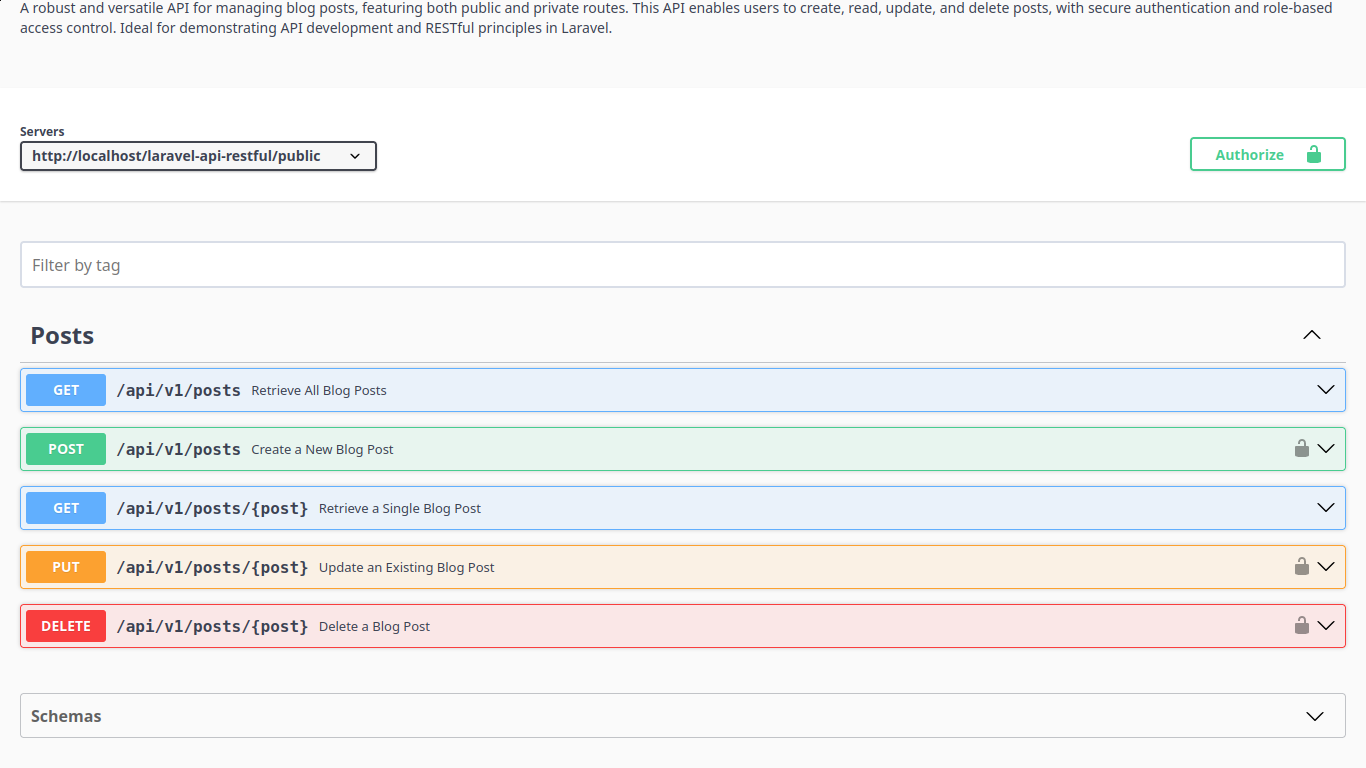 A robust and versatile API for managing blog posts, featuring both public and private routes. This API enables users to create, read, update, and delete posts, with secure authentication and role-based
access control. Ideal for demonstrating API development and RESTful principles in Laravel.
Servers
http://localhost/laravel-api-restful/public
Authorize
Filter by tag
Posts
GET /api/v1/posts Retrieve All Blog Posts
POST /api/v1/posts Create a New Blog Post
GET /api/v1/posts/{post} Retrieve a Single Blog Post
PUT /api/v1/posts/{post} Update an Existing Blog Post
DELETE /api/v1/posts/{post} Delete a Blog Post
Schemas